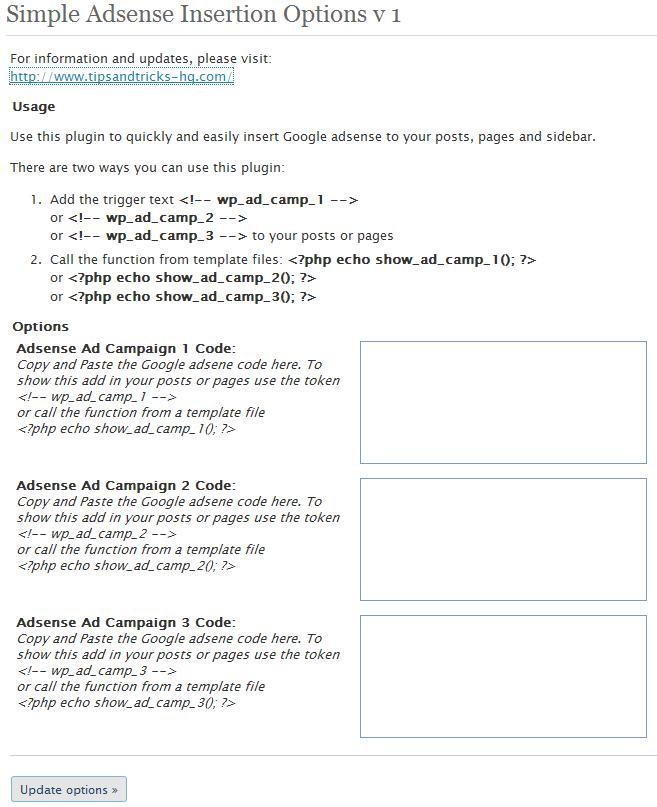 Simple Adsense Insertion Options v 1
For information and updates, please visit:
http://www.tipsandtricks-hq.com/
Usage
Use this plugin to quickly and easily insert Google adsense to your posts, pages and sidebar.
There are two ways you can use this plugin:
1. Add the trigger text <!-- wp_ad_camp_1 -->
or <!-- wp_ad_camp_2 -->
or <!-- wp_ad_camp_3 --> to your posts or pages
2. Call the function from template files: <?php echo show_ad_camp_1(); ?>
or <?php echo show_ad_camp_2(); ?>
or <?php echo show_ad_camp_3(); ?>
Options
Adsense Ad Campaign 1 Code:
Copy and Paste the Google adsene code here. To
show this add in your posts or pages use the token
<!-- wp_ad_camp_1 -->
or call the function from a template file
<?php echo show_ad_camp_1(); ?>
Adsense Ad Campaign 2 Code:
Copy and Paste the Google adsene code here. To
show this add in your posts or pages use the token
<!-- wp_ad_camp_2 -->
or call the function from a template file
<?php echo show_ad_camp_2(); ?>
Adsense Ad Campaign 3 Code:
Copy and Paste the Google adsene code here. To
show this add in your posts or pages use the token
<!-- wp_ad_camp_3 -->
or call the function from a template file
<?php echo show_ad_camp_3(); ?>
Update options »